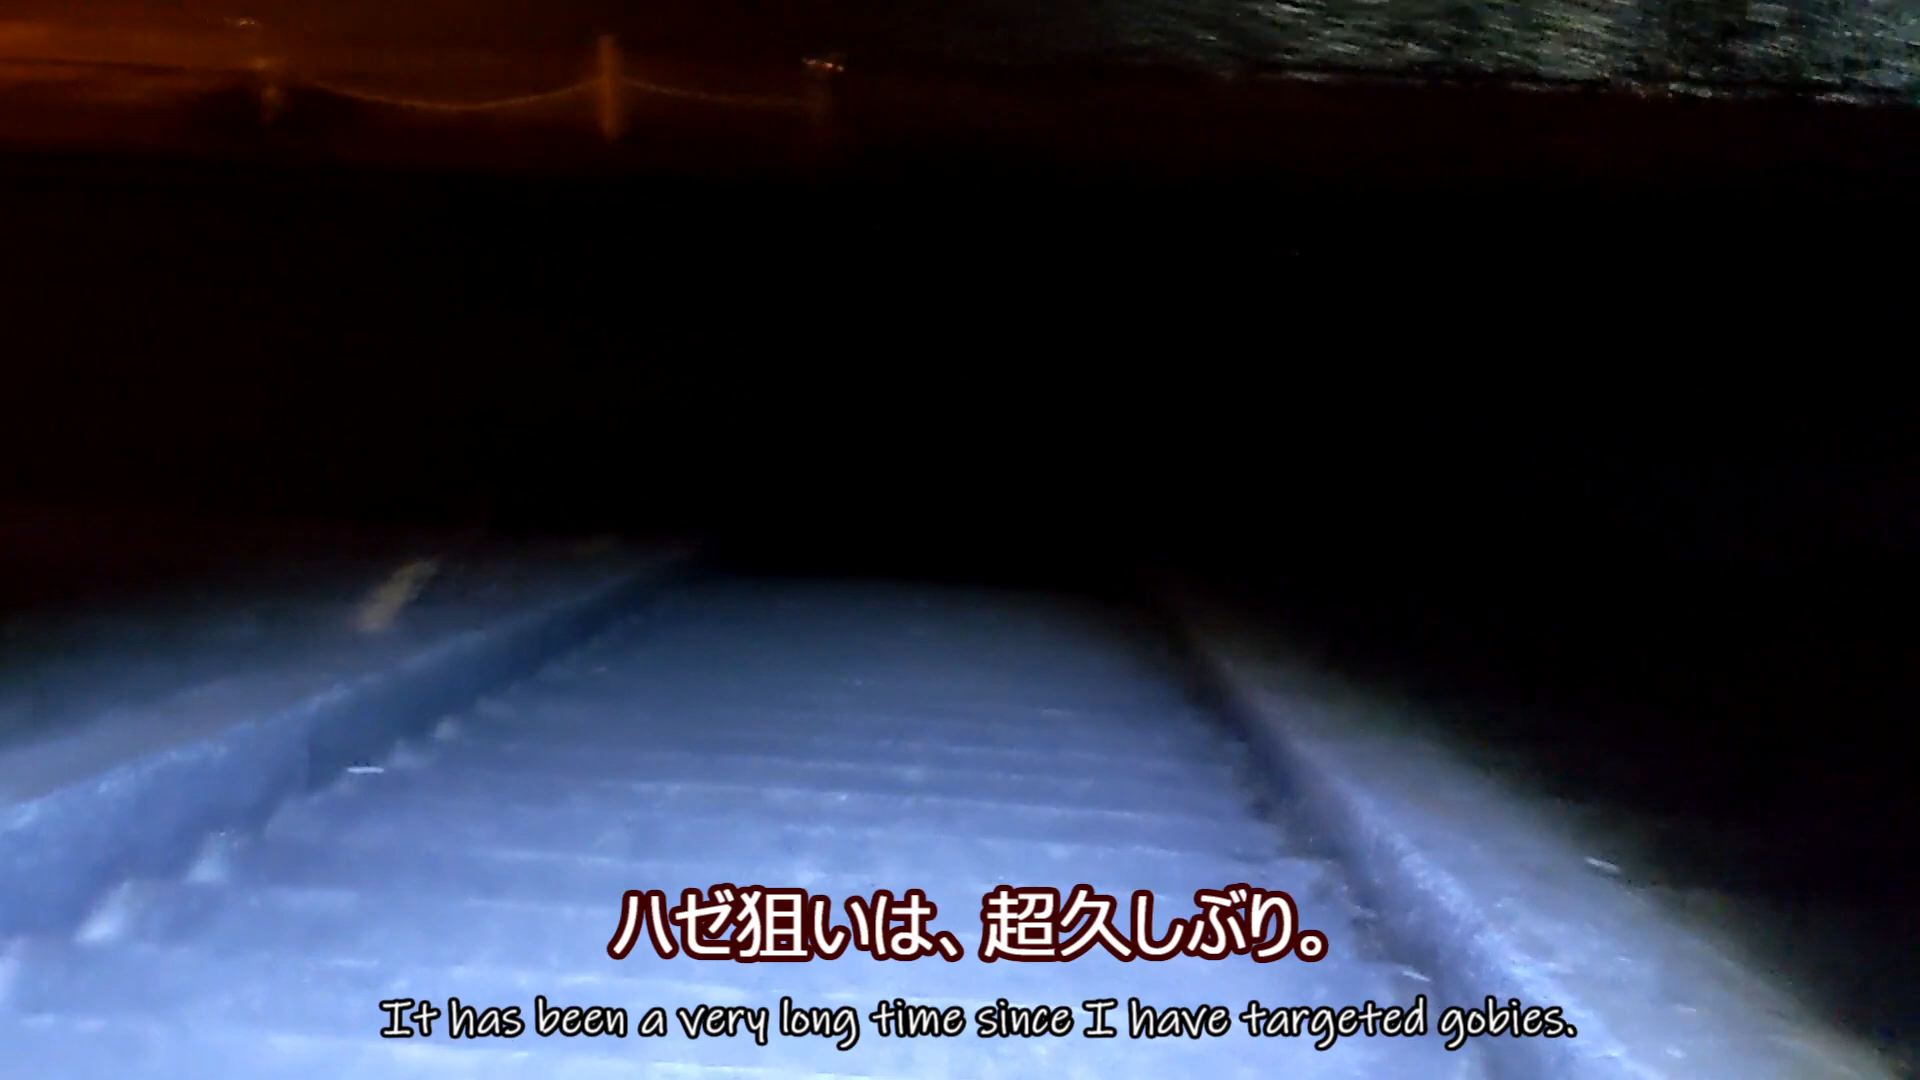 ハゼ狙いは、超久しぶり。
It has been a very long time since I have targeted gobies.